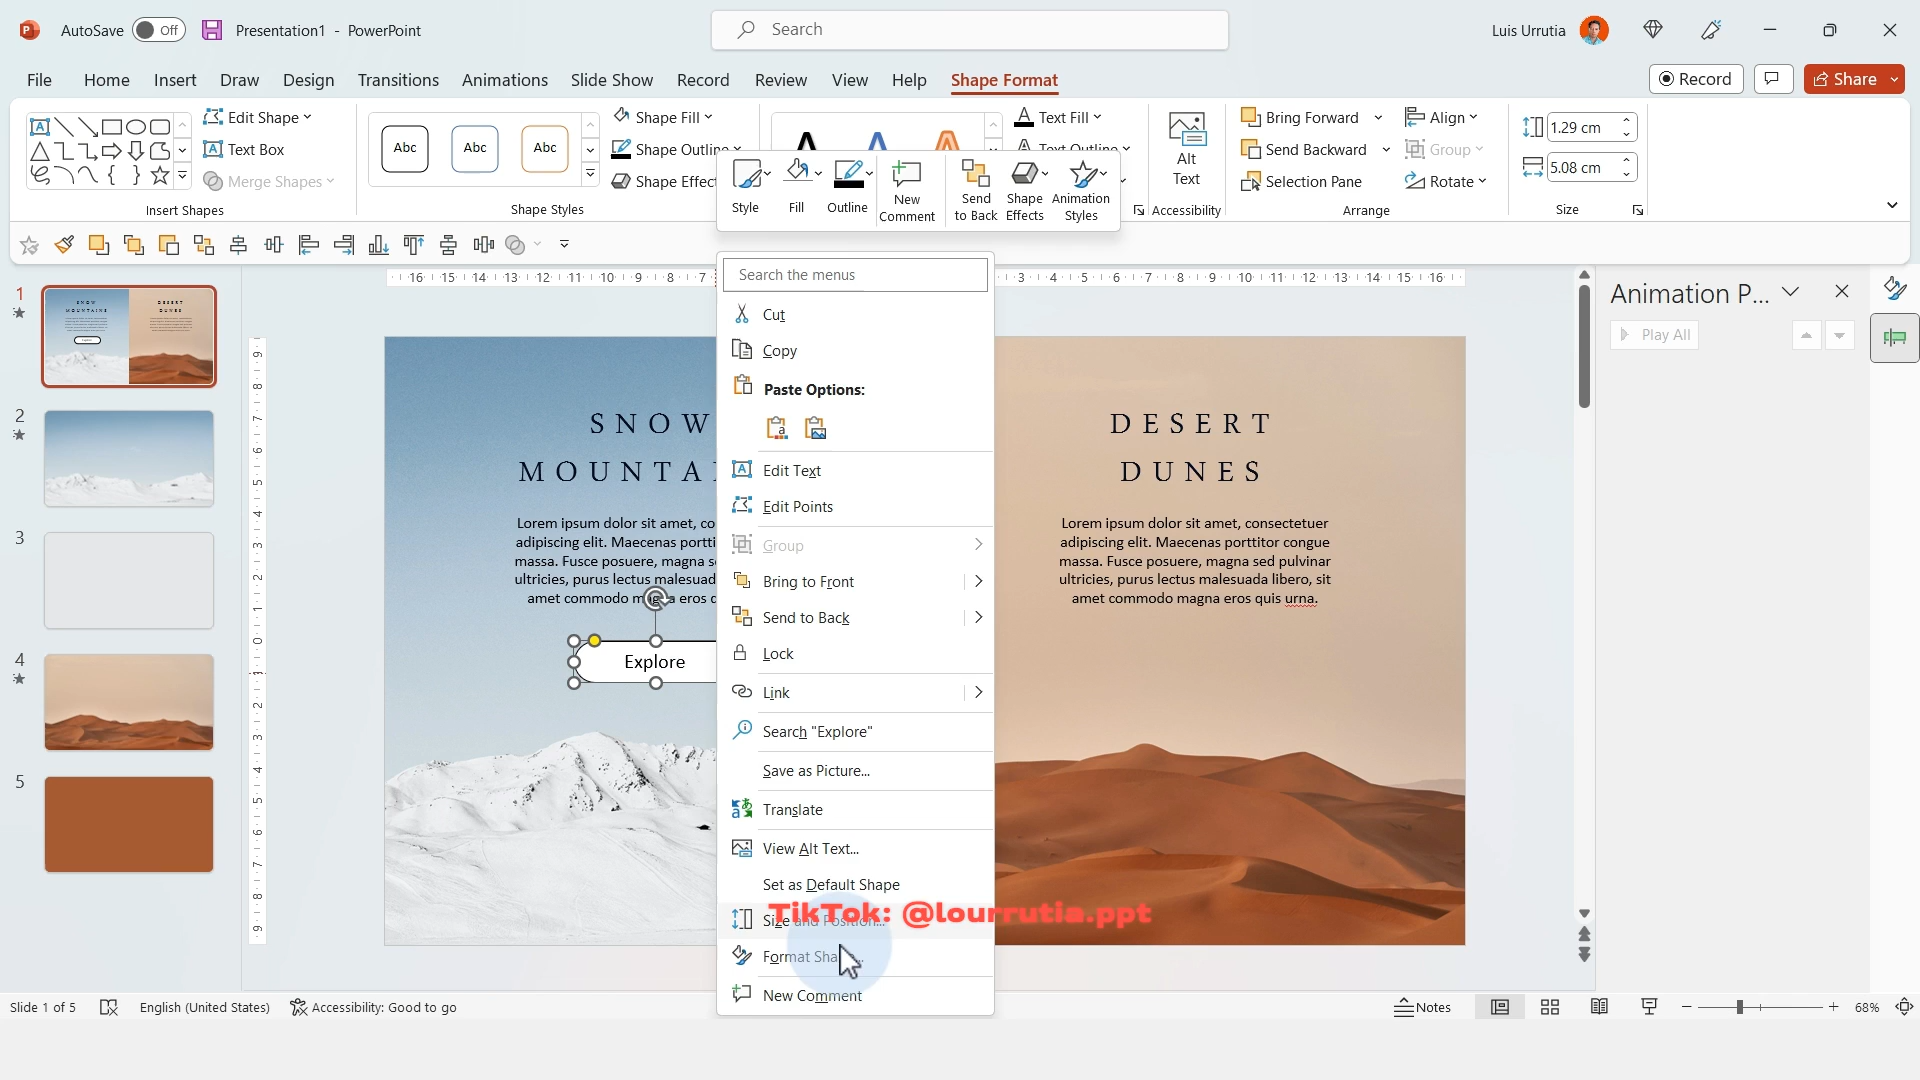 AutoSave
Off
Presentation1 - PowerPoint
Search
Luis Urrutia
File
Home
Insert
Draw
Design
Transitions
Animations
Slide Show
Record
Review
View
Help
Shape Format
Record
Share
Edit Shape
Text Box
Merge Shapes
Insert Shapes
Abc
Abc
Abc
Shape Styles
Shape Fill
Shape Outline
Shape Effect
Text Fill
Text Outline
Alt
Text
Accessibility
Bring Forward
Send Backward
Selection Pane
Align
Group
Rotate
Arrange
1.29 cm
5.08 cm
Size
Style
Fill
Outline
New
Comment
Send
to Back
Shape
Effects
Animation
Styles
Search the menus
Cut
Copy
Paste Options:
Edit Text
Edit Points
Group
Bring to Front
Send to Back
Lock
Link
Search "Explore"
Save as Picture...
Translate
View Alt Text...
Set as Default Shape
Size and Position...
Format Sha
New Comment
1
2
3
4
5
SNOW
MOUNTAI
Lorem ipsum dolor sit amet, co
adipiscing elit. Maecenas portti
massa. Fusce posuere, magna s
ultricies, purus lectus malesuad
amet commodo magna eros
Explore
DESERT
DUNES
Lorem ipsum dolor sit amet, consectetuer
adipiscing elit. Maecenas porttitor congue
massa. Fusce posuere, magna sed pulvinar
ultricies, purus lectus malesuada libero, sit
amet commodo magna eros quis urna.
TikTok: @lourrutia.ppt
Animation P...
Play All
Slide 1 of 5
English (United States)
Accessibility: Good to go
Notes
68%